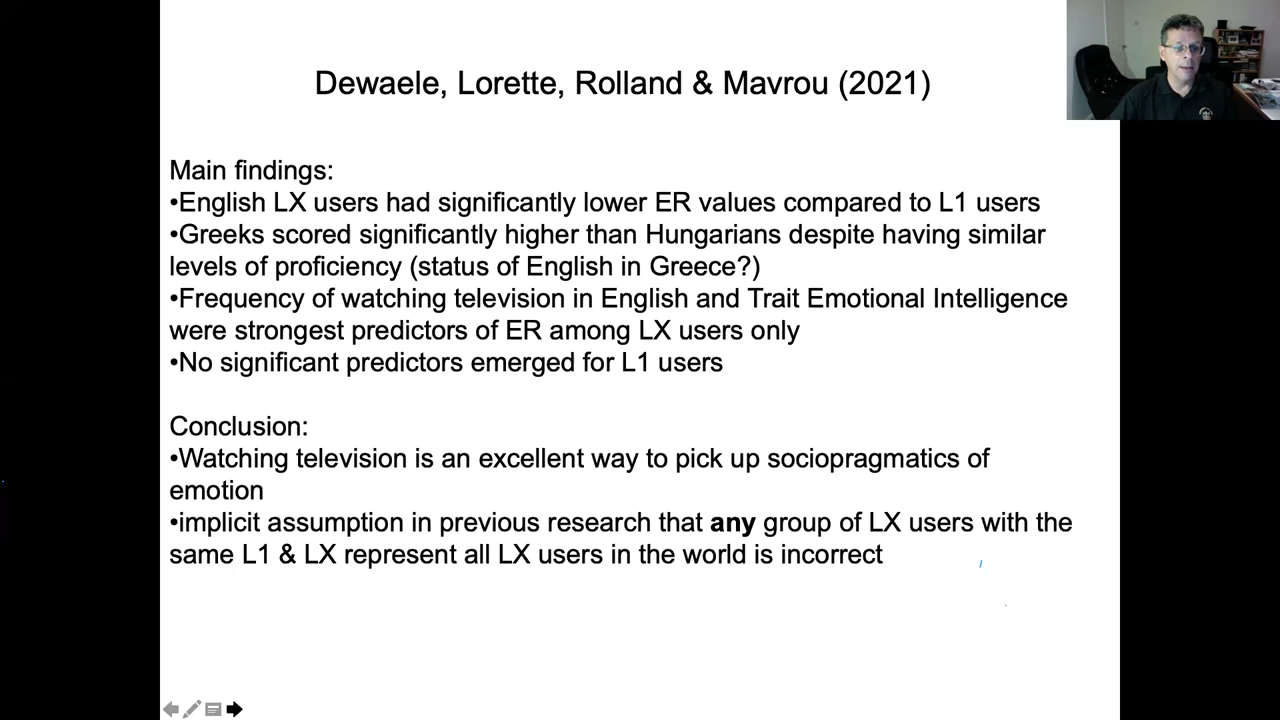 Dewaele, Lorette, Rolland & Mavrou (2021)
Main findings:
•English LX users had significantly lower ER values compared to L1 users
•Greeks scored significantly higher than Hungarians despite having similar
levels of proficiency (status of English in Greece?)
•Frequency of watching television in English and Trait Emotional Intelligence
were strongest predictors of ER among LX users only
•No significant predictors emerged for L1 users
Conclusion:
•Watching television is an excellent way to pick up sociopragmatics of
emotion
•implicit assumption in previous research that any group of LX users with the
same L1 & LX represent all LX users in the world is incorrect